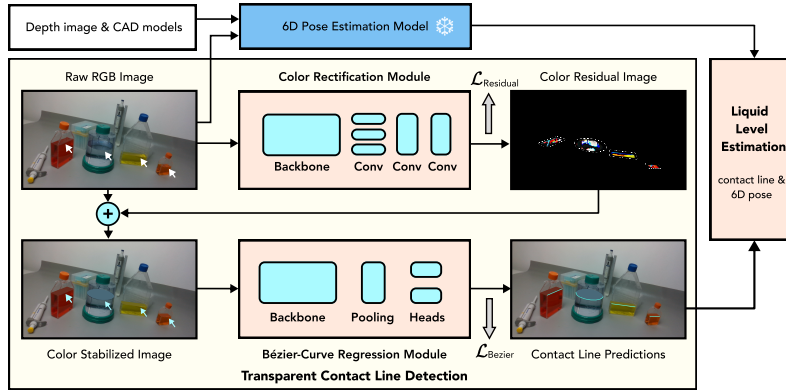 Depth image & CAD models
6D Pose Estimation Model
Raw RGB Image
Color Rectification Module
ℒResidual
Color Residual Image
Backbone
Conv
Conv
Conv
Liquid
Level
Estimation
contact line &
6D pose
+
Backbone
Pooling
Heads
Color Stabilized Image
Bézier-Curve Regression Module
ℒBezier
Contact Line Predictions
Transparent Contact Line Detection